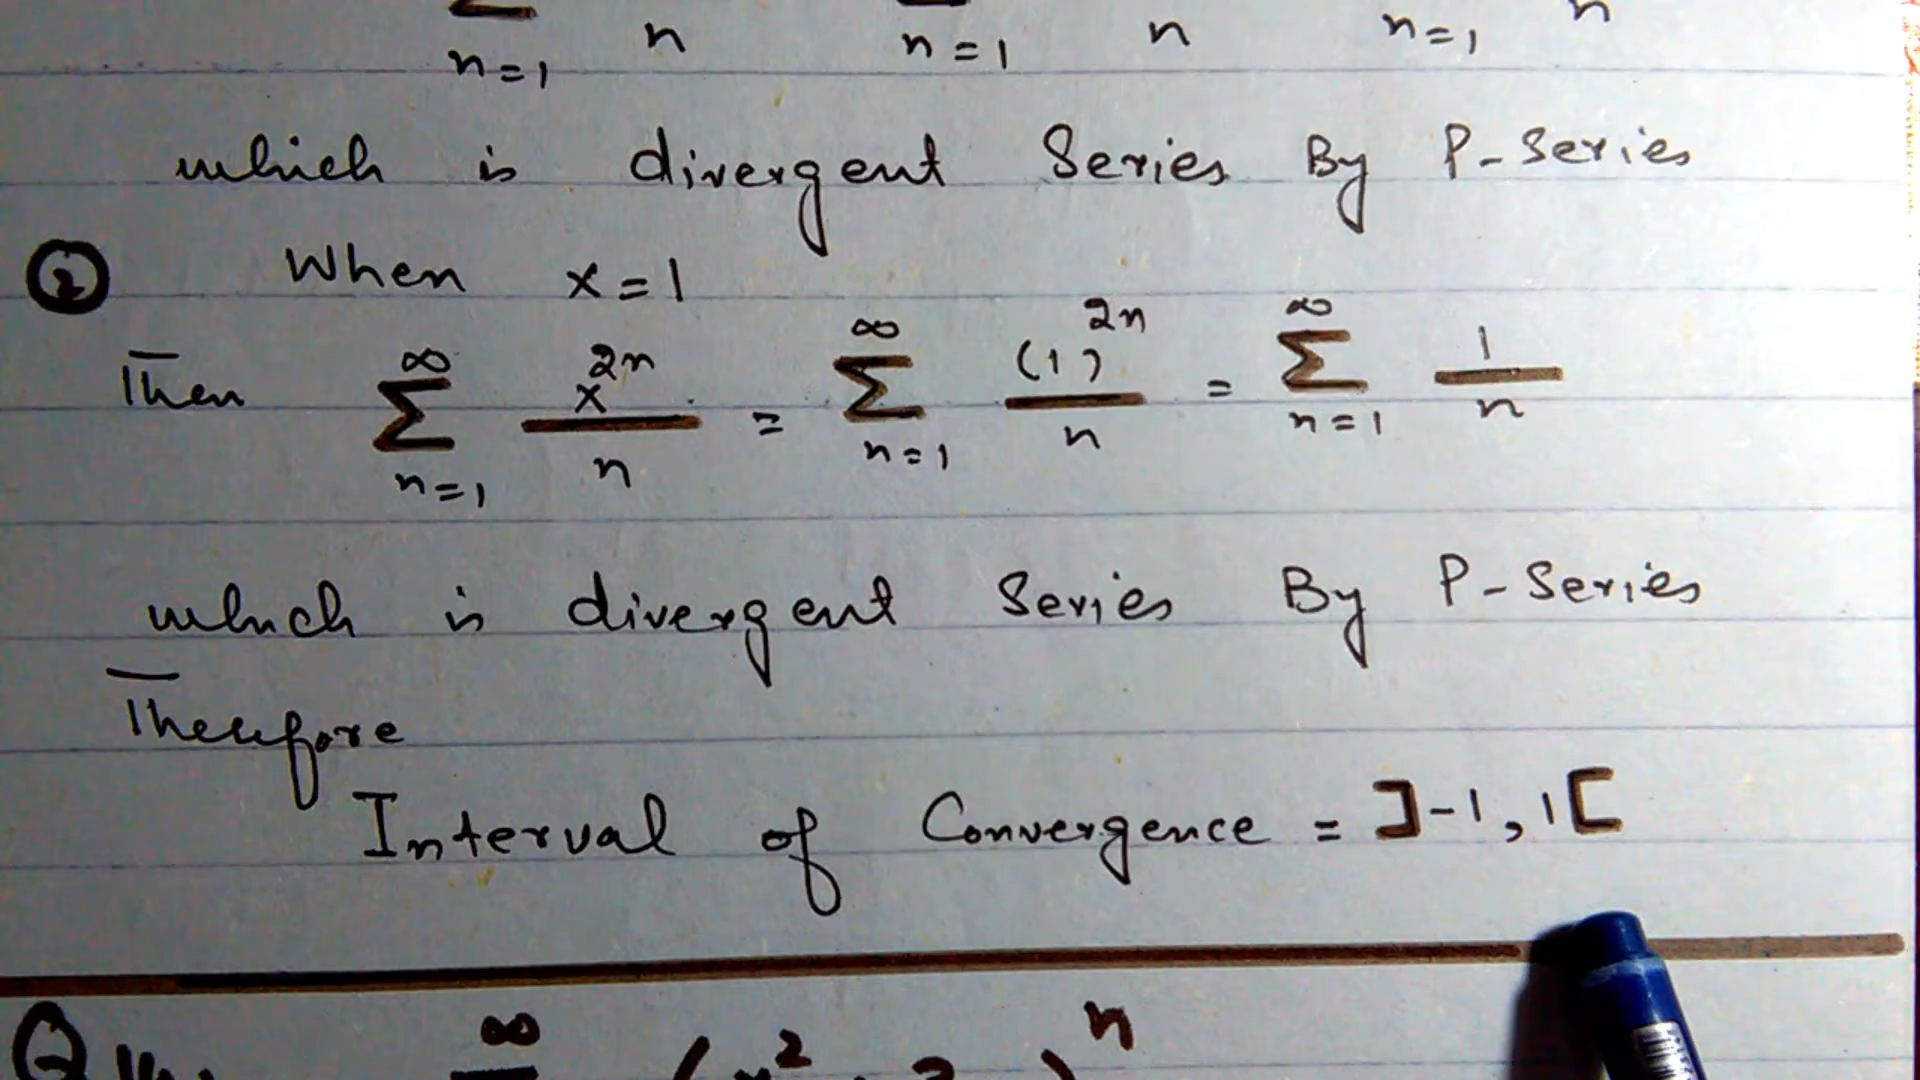 ∑ n=1 n ∑ n=1 n n=1 n
which is divergent Series By P-Series
② When x=1
Then ∞∑n=1 x^2n/n = ∞∑n=1 (1)^2n/n = ∞∑n=1 1/n
which is divergent Series By P-Series
Therefore
Interval of Convergence = ]-1,1[
∞ n